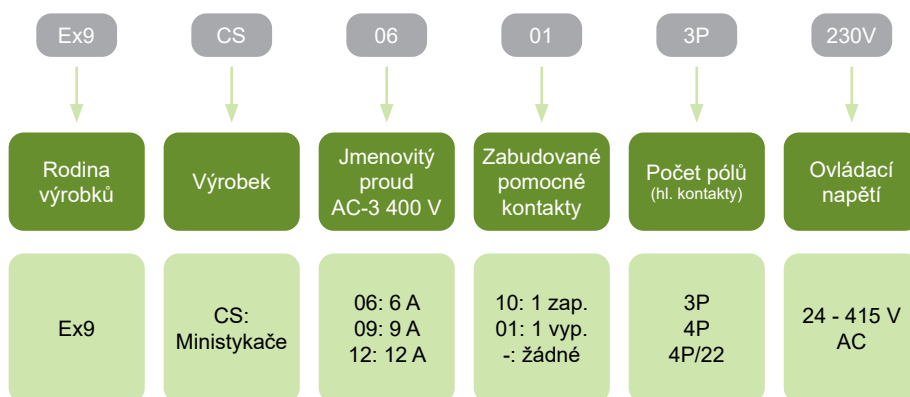 Ex9
CS
06
01
3P
230V
Rodina
výrobků
Výrobek
Jmenovitý
proud
AC-3 400 V
Zabudované
pomocné
kontakty
Počet pólů
(hl. kontakty)
Ovládací
napětí
Ex9
CS:
Ministykače
06: 6 A
09: 9 A
12: 12 A
10: 1 zap.
01: 1 vyp.
-: žádné
3P
4P
4P/22
24 - 415 V
AC